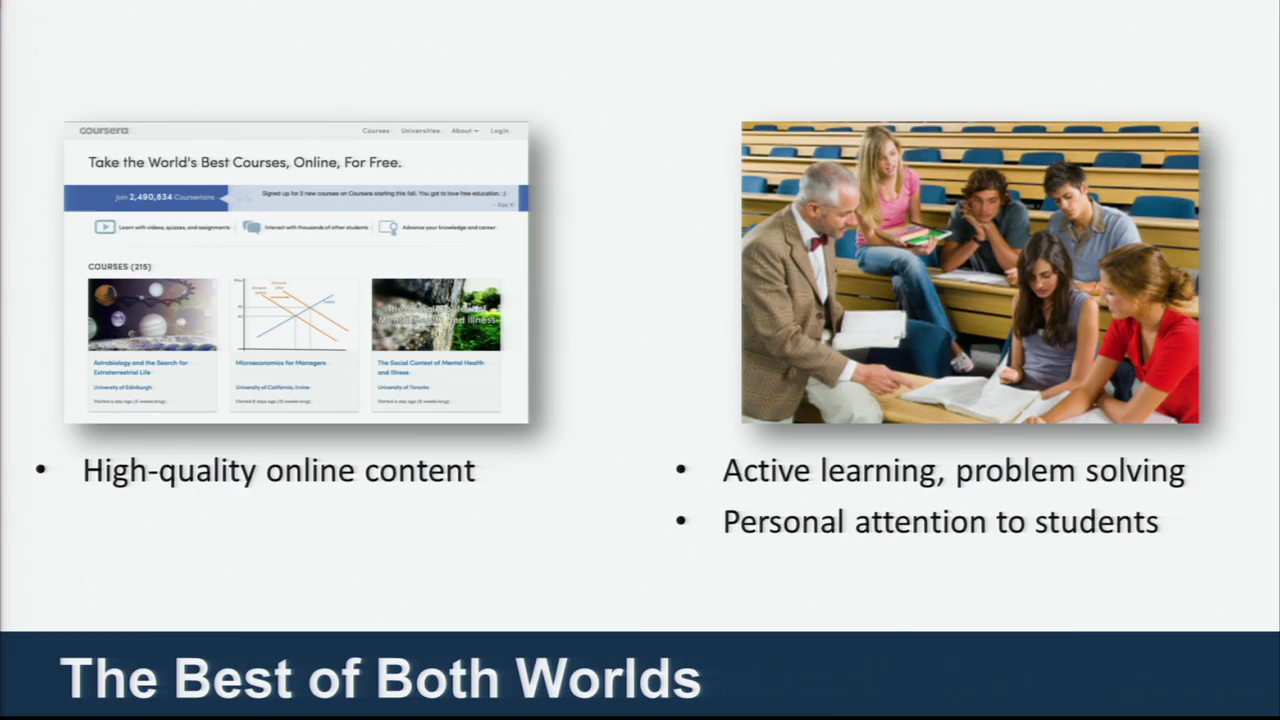 coursera
Courses Universities About Login
Take the World's Best Courses, Online, For Free.
Join 2,490,834 Courserians
Signed up for 3 new courses on Coursera starting this fall. You got to love free education. :)
Learn with videos, quizzes, and assignments
Interact with thousands of other students
Advance your knowledge and career
COURSES (215)
Astrobiology and the Search for
Extraterrestrial Life
University of Edinburgh
Microeconomics for Managers
University of California, Irvine
The Social Context of Mental Health
and Illness
University of Toronto
• High-quality online content
• Active learning, problem solving
• Personal attention to students
The Best of Both Worlds